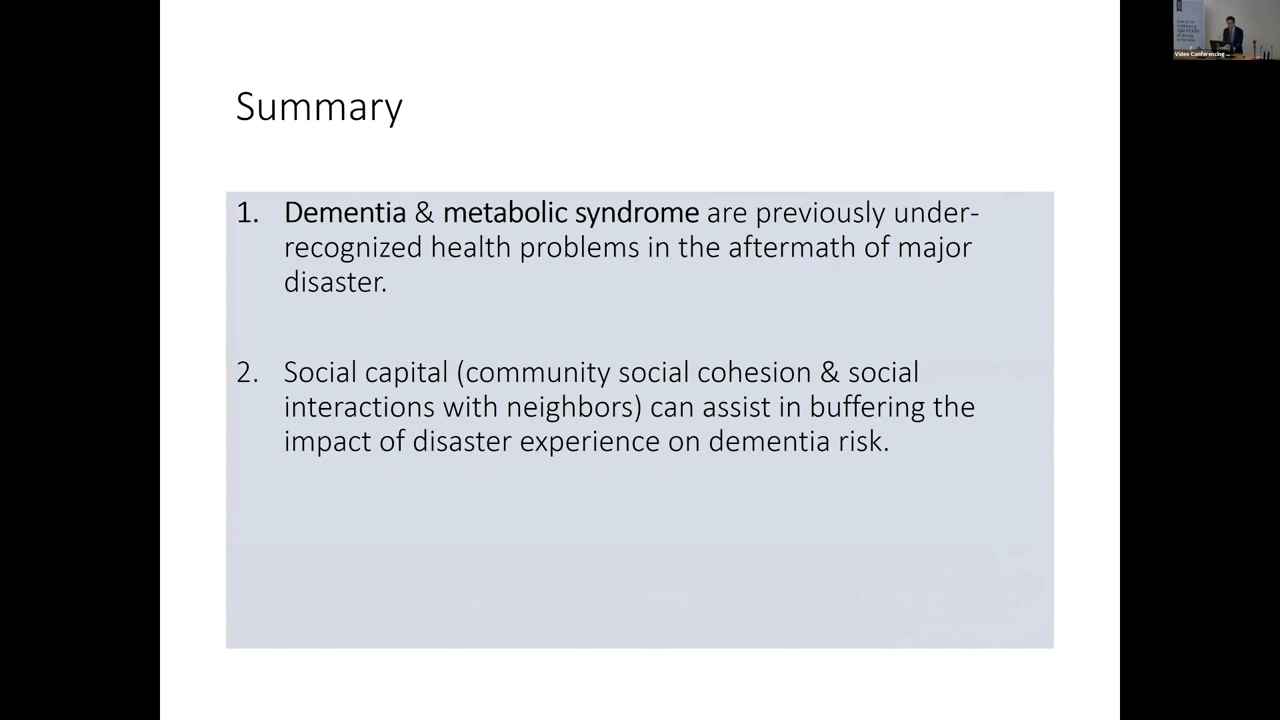 Summary
1. Dementia & metabolic syndrome are previously under-
recognized health problems in the aftermath of major
disaster.
2. Social capital (community social cohesion & social
interactions with neighbors) can assist in buffering the
impact of disaster experience on dementia risk.
Video Conferencing ...